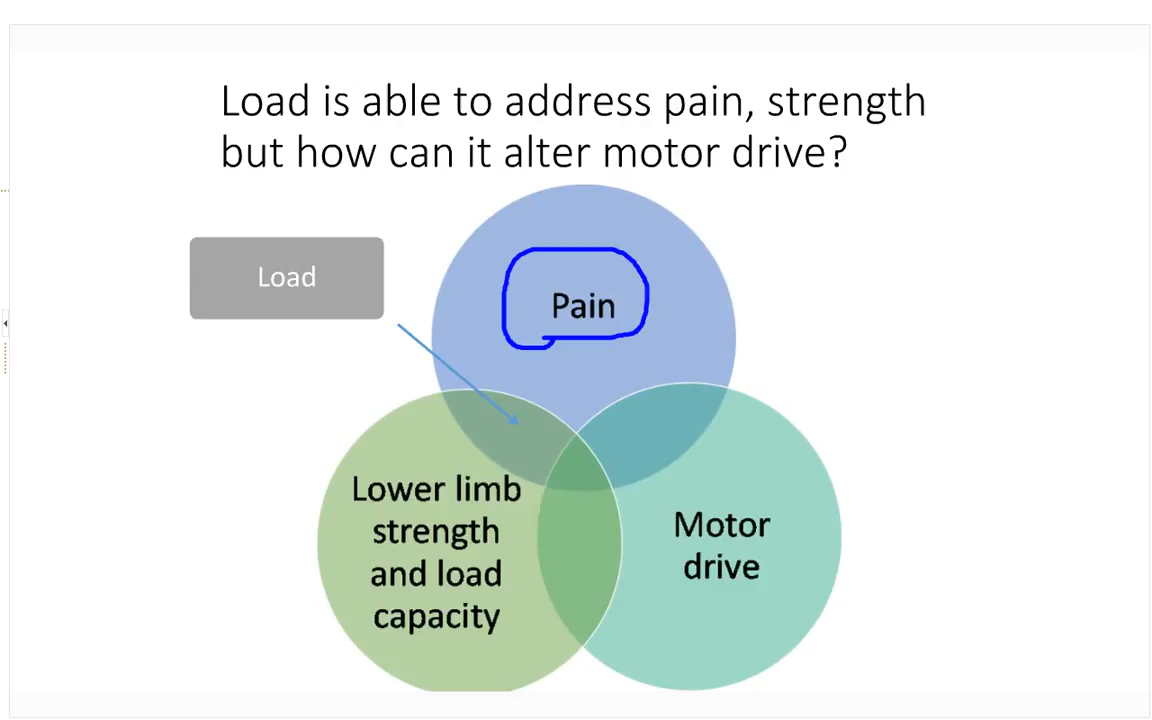 Load is able to address pain, strength
but how can it alter motor drive?
Load
Pain
Lower limb
strength
and load
capacity
Motor
drive